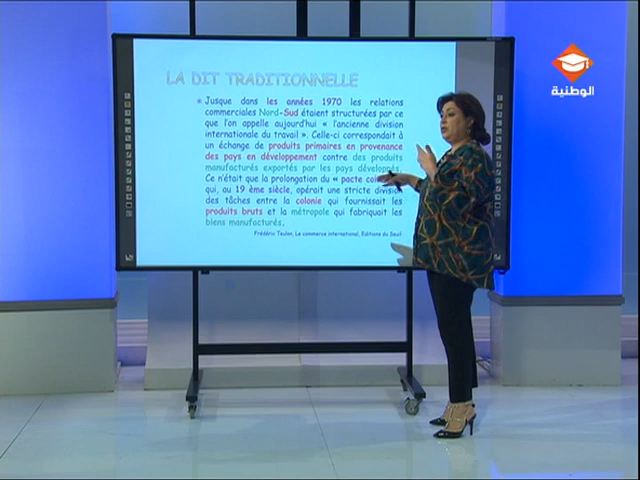 الوطنية
LA DIT TRADITIONNELLE
Jusque dans les années 1970 les relations
commerciales Nord-Sud étaient structurées par ce
que l'on appelle aujourd'hui « l'ancienne division
internationale du travail ». Celle-ci correspondait à
un échange de produits primaires en provenance
des pays en développement contre des produits
manufacturés exportés par les pays développés.
Ce n'était que la prolongation du « pacte
qui, au 19 ème siècle, opérait une stricte division
des tâches entre la colonie qui fournissait les
produits bruts et la métropole qui fabriquait les
biens manufacturés.
Frédéric Teulon, Le commerce international, Editions du Seuil